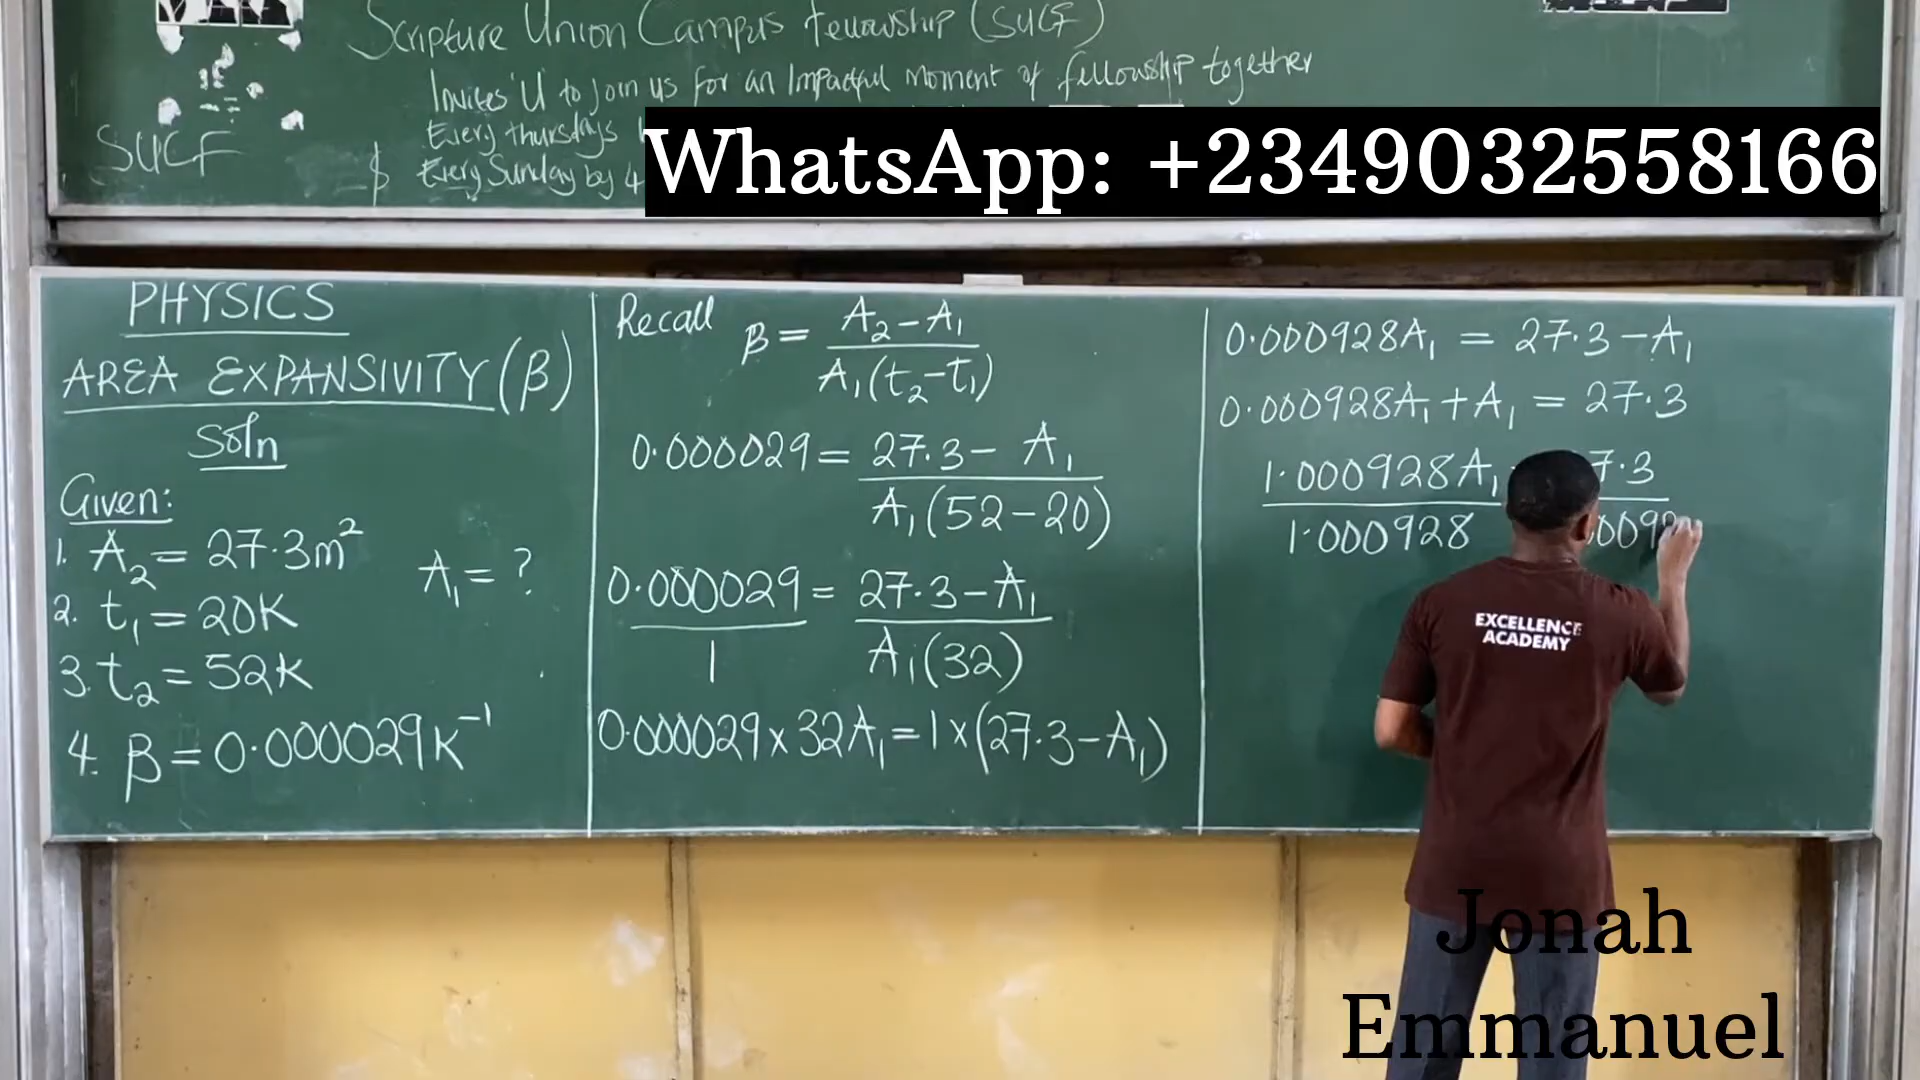 Scripture Union Campus fellowship (SUCF)
Invites 'U' to join us for an Impactful Moment of fellowship together
Every thursdays
Every Sunday by 4
SUCF
WhatsApp: +2349032558166
PHYSICS
AREA EXPANSIVITY (β)
Soln
Given:
1. A₂ = 27.3m²
A₁ = ?
2. t₁ = 20K
3. t₂ = 52K
4. β = 0.000029K⁻¹
Recall β = A₂ – A₁ / A₁(t₂ – t₁)
0.000029 = 27.3 – A₁ / A₁(52 – 20)
0.000029 / 1 = 27.3 – A₁ / A₁(32)
0.000029 × 32A₁ = 1 × (27.3 – A₁)
0.000928A₁ = 27.3 – A₁
0.000928A₁ + A₁ = 27.3
1.000928A₁ 7.3
1.000928 .0092
EXCELLENCE
ACADEMY
Jonah
Emmanuel